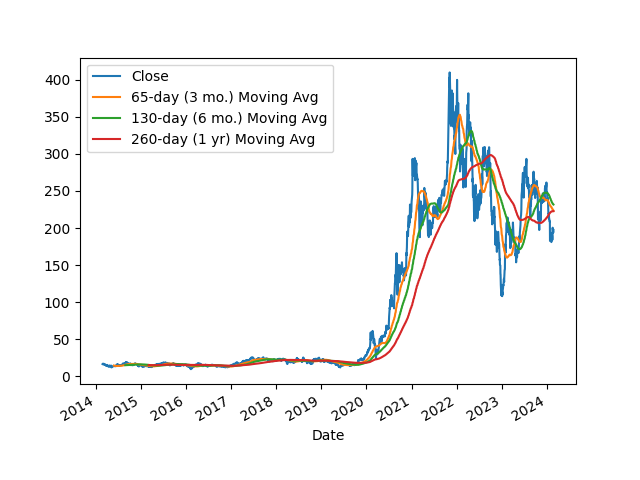 Close
65-day (3 mo.) Moving Avg
130-day (6 mo.) Moving Avg
260-day (1 yr) Moving Avg
400
350
300
250
200
150
100
50
0
2014 2015 2016 2017 2018 2019 2020 2021 2022 2023 2024
Date